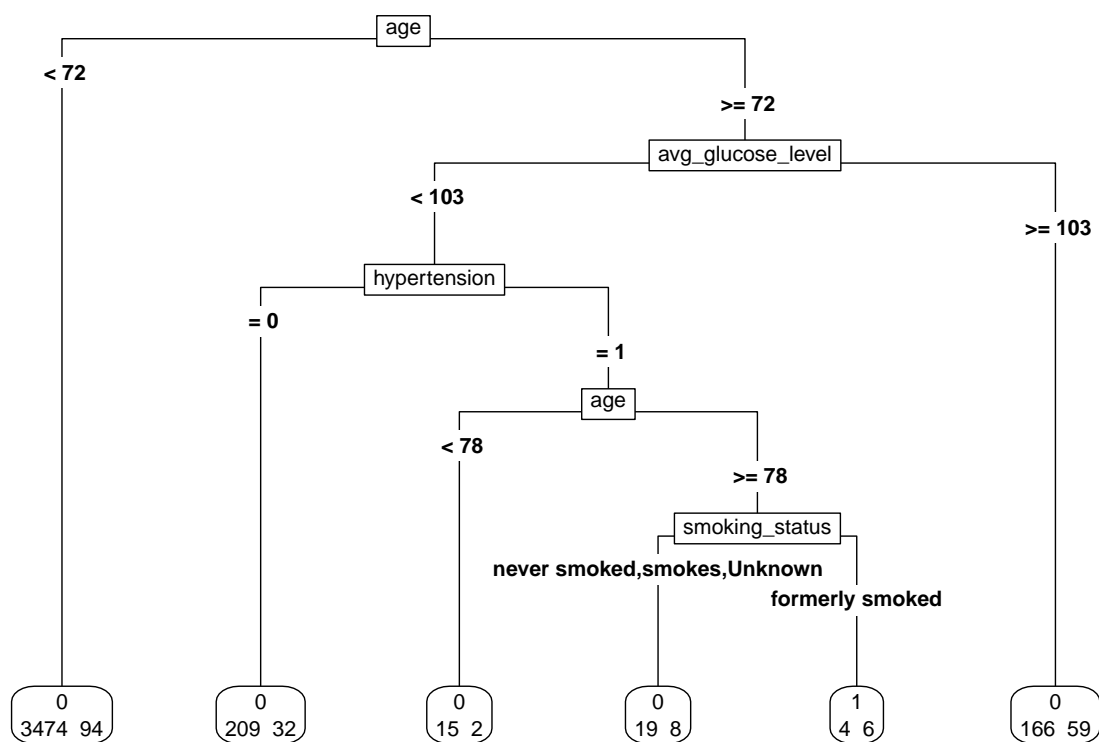 age
< 72
>= 72
avg_glucose_level
< 103
>= 103
hypertension
= 0
= 1
age
< 78
>= 78
smoking_status
never smoked,smokes,Unknown
formerly smoked
0
3474 94
0
209 32
0
15 2
0
19 8
1
4 6
0
166 59